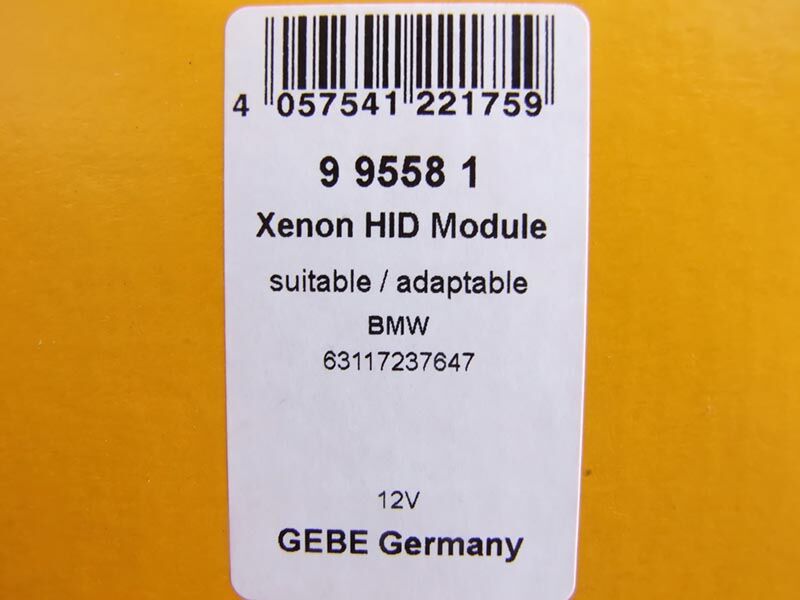 4 057541 221759
9 9558 1
Xenon HID Module
suitable / adaptable
BMW
63117237647
12V
GEBE Germany